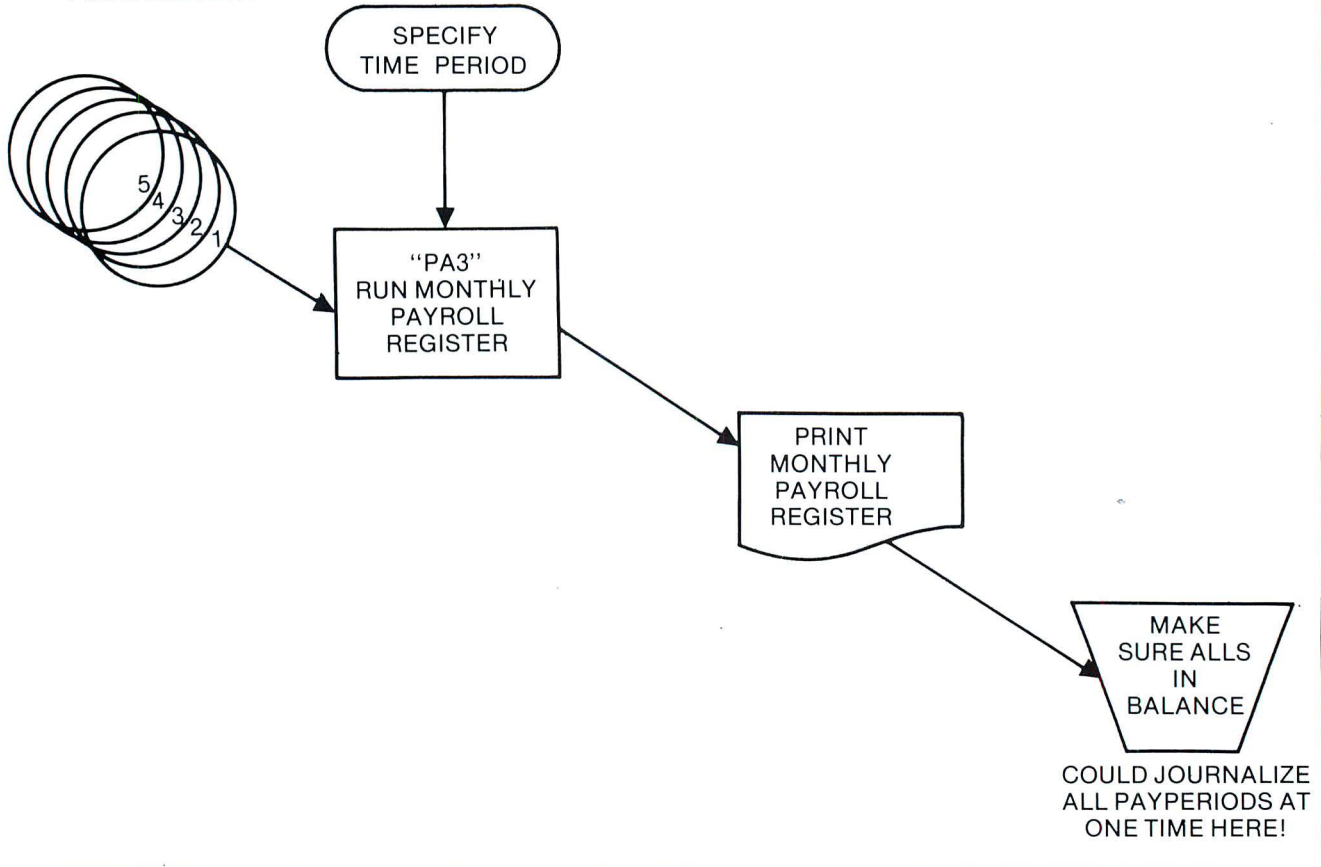 SPECIFY
TIME PERIOD
5
4
3
2
1
“PA3”
RUN MONTHLY
PAYROLL
REGISTER
PRINT
MONTHLY
PAYROLL
REGISTER
MAKE
SURE ALLS
IN
BALANCE
COULD JOURNALIZE
ALL PAYPERIODS AT
ONE TIME HERE!